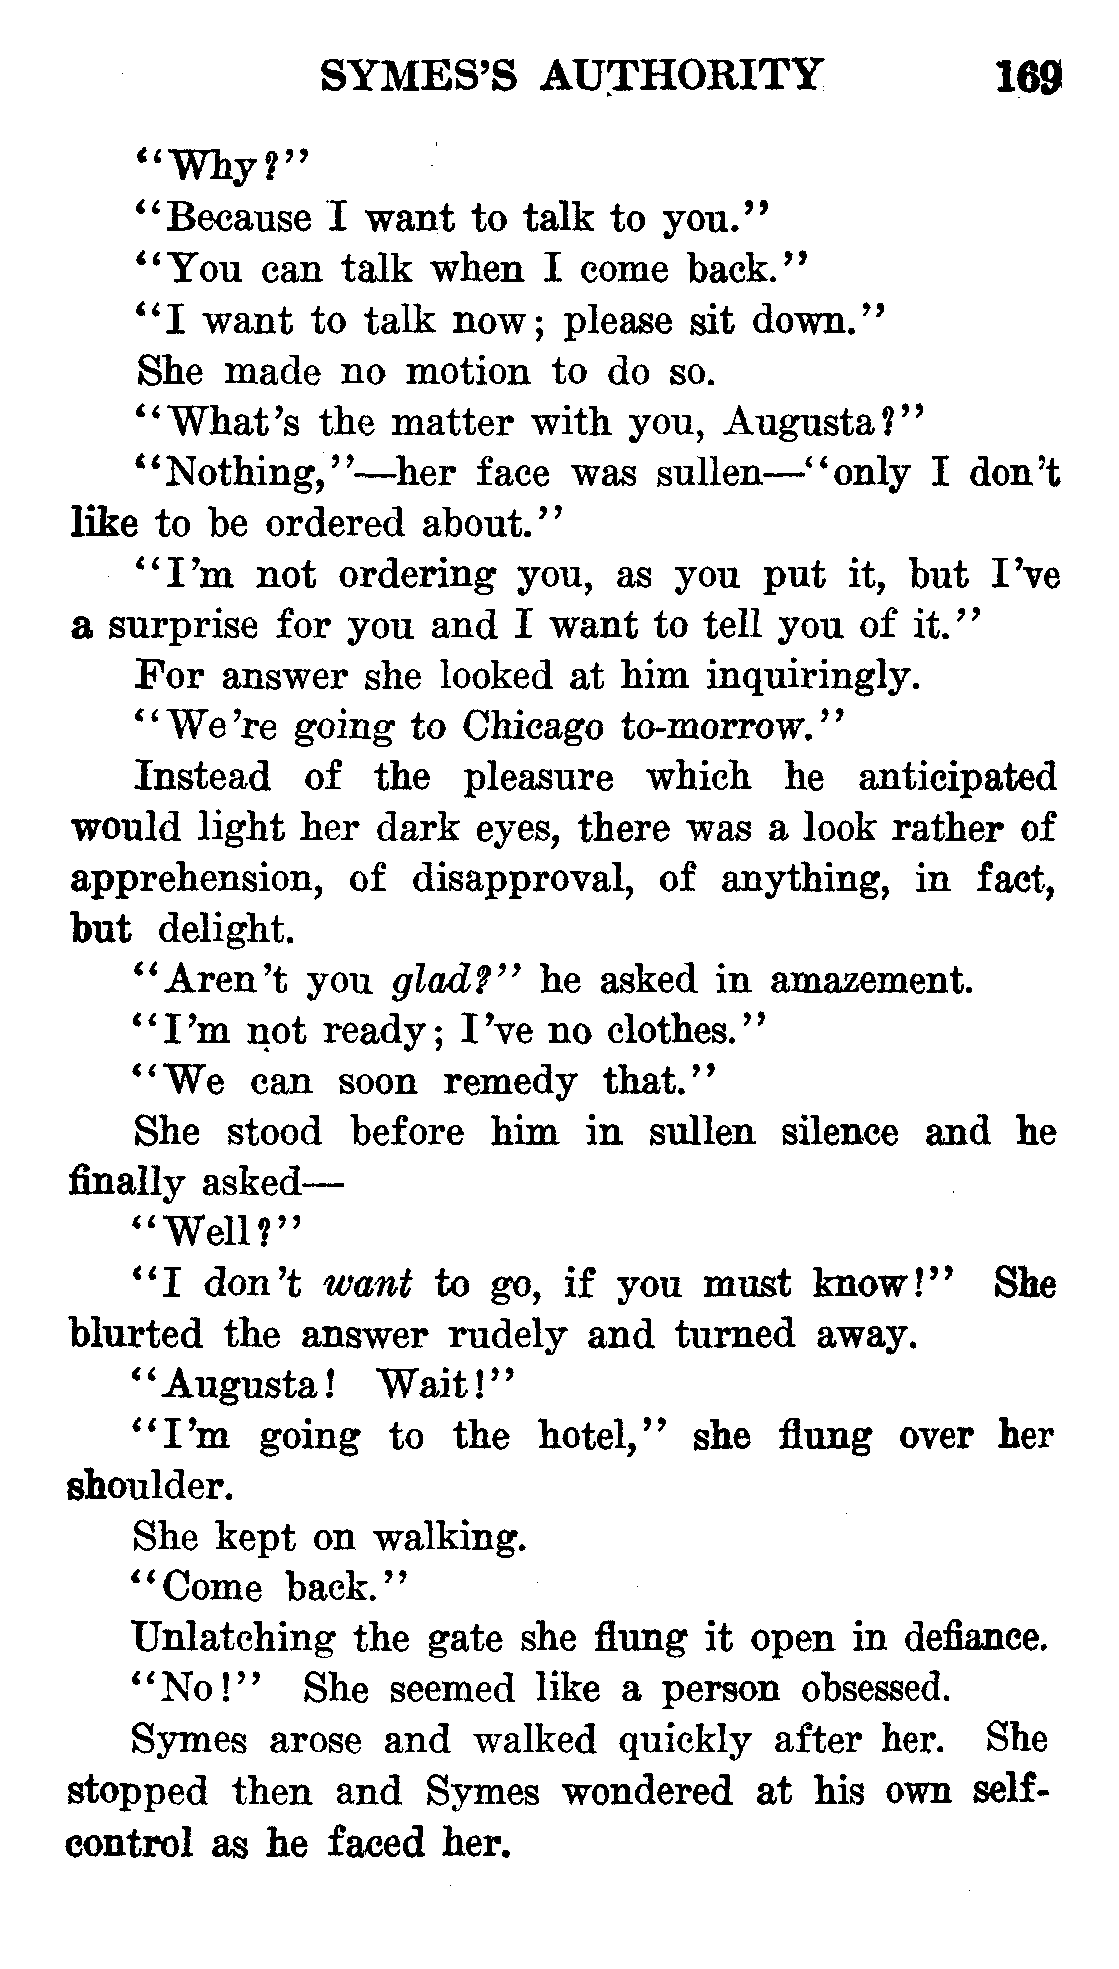 SYMES'S AUTHORITY 169
"Why?"
"Because I want to talk to you."
"You can talk when I come back."
"I want to talk now; please sit down."
She made no motion to do so.
"What's the matter with you, Augusta?"
"Nothing,"—her face was sullen—"only I don't
like to be ordered about."
"I'm not ordering you, as you put it, but I've
a surprise for you and I want to tell you of it."
For answer she looked at him inquiringly.
"We're going to Chicago to-morrow."
Instead of the pleasure which he anticipated
would light her dark eyes, there was a look rather of
apprehension, of disapproval, of anything, in fact,
but delight.
"Aren't you glad?" he asked in amazement.
"I'm not ready; I've no clothes."
"We can soon remedy that."
She stood before him in sullen silence and he
finally asked—
"Well?"
"I don't want to go, if you must know!" She
blurted the answer rudely and turned away.
"Augusta! Wait!"
"I'm going to the hotel," she flung over her
shoulder.
She kept on walking.
"Come back."
Unlatching the gate she flung it open in defiance.
"No!" She seemed like a person obsessed.
Symes arose and walked quickly after her. She
stopped then and Symes wondered at his own self-
control as he faced her.